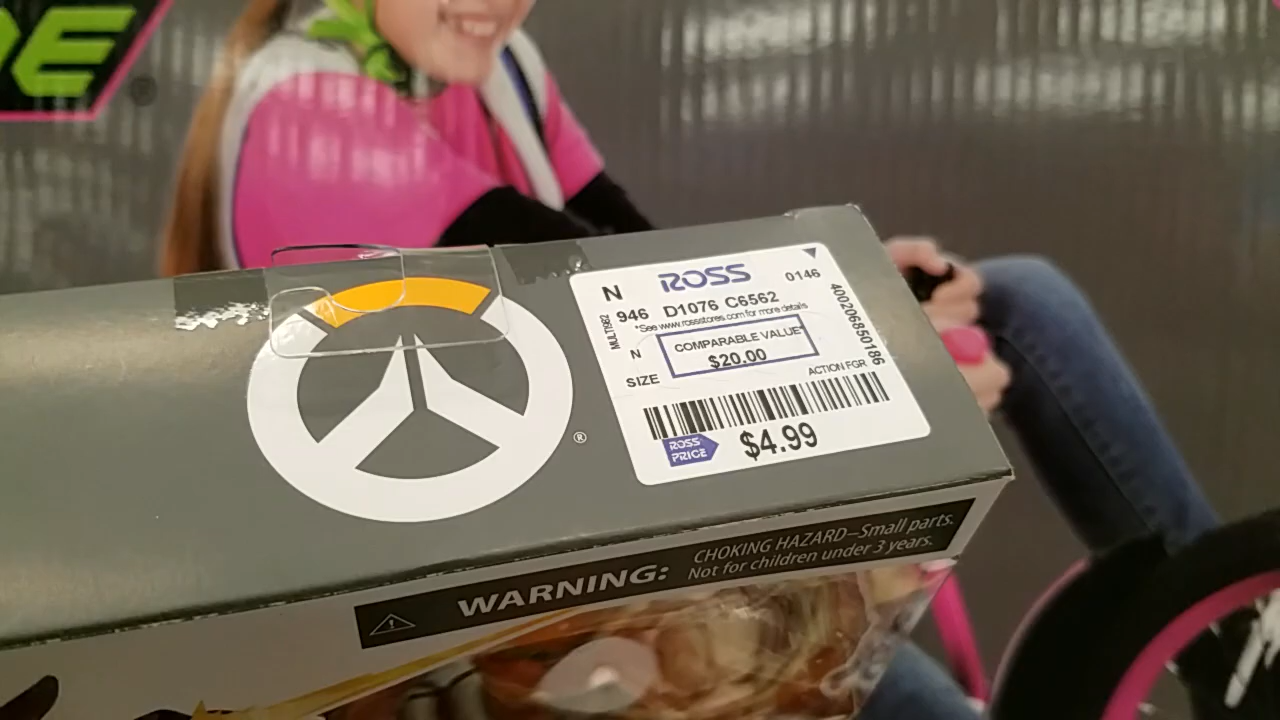 N ROSS 0146
946 D1076 C6562
*See www.rossstores.com for more details
MULTI982
400206850186
N
COMPARABLE VALUE*
$20.00
SIZE
ACTION FGR
ROSS
PRICE
$4.99
®
WARNING:
CHOKING HAZARD—Small parts.
Not for children under 3 years.